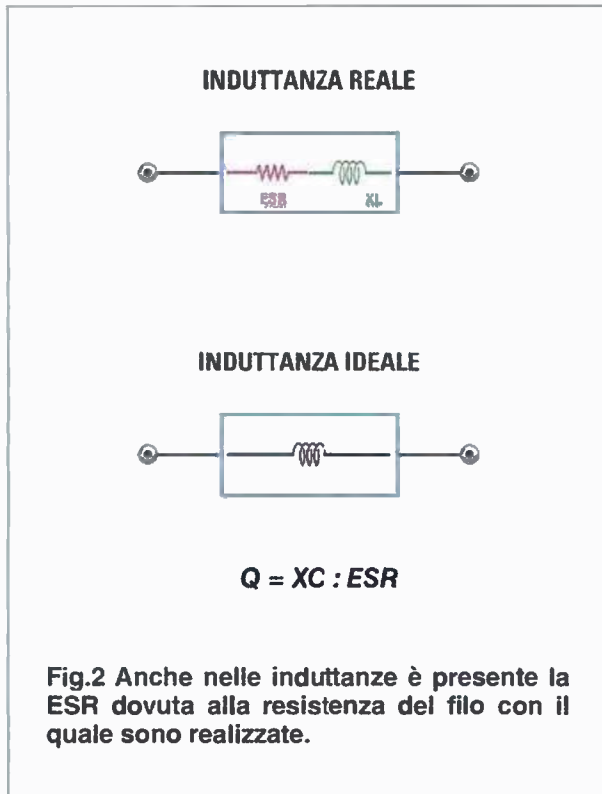 INDUTTANZA REALE
ESR XL
INDUTTANZA IDEALE
Q = XC : ESR
Fig.2 Anche nelle induttanze è presente la
ESR dovuta alla resistenza del filo con il
quale sono realizzate.